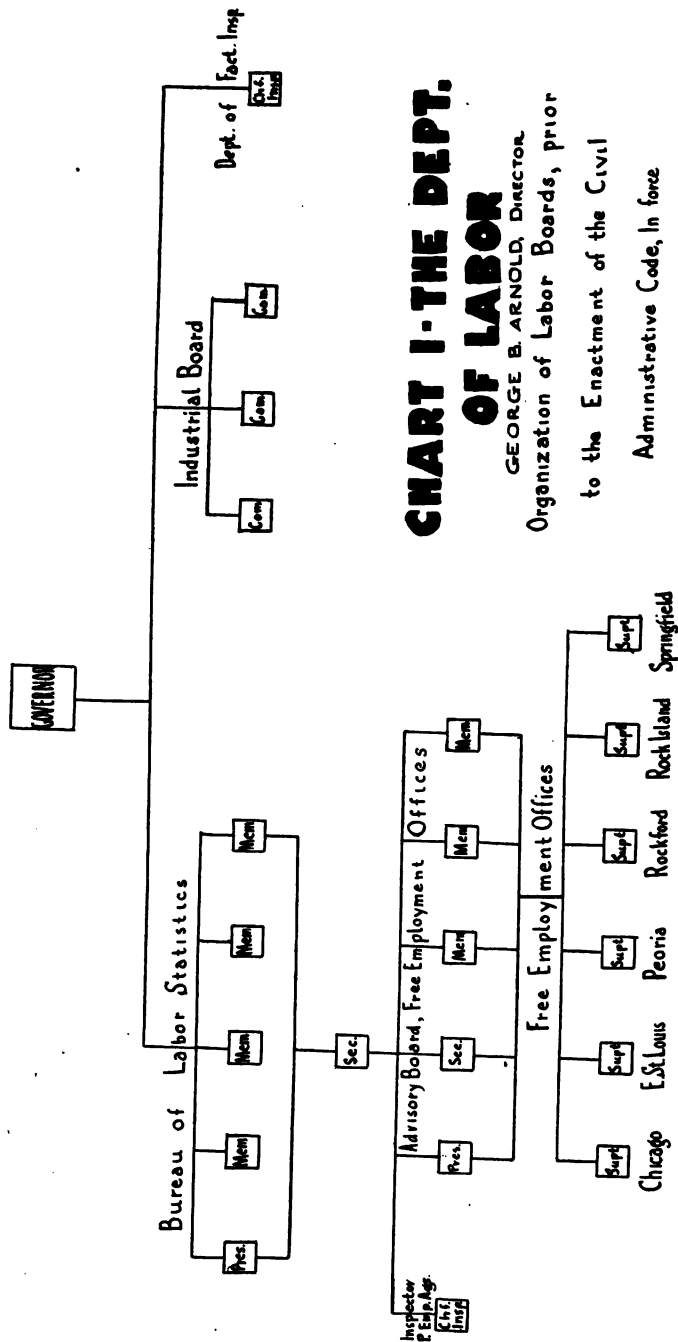 GOVERNOR
Bureau of Labor Statistics
Pres.
Mem
Mem
Mem
Mem
Sec.
Industrial Board
Com
Com
Com
Dept. of Fact. Insp
Inspector
P. Emp. Ags.
Chf.
Insp
Advisory Board, Free Employment Offices
Pres.
Sec.
Mem
Mem
Mem
Free Employment Offices
Supt
Chicago
Supt
E.St.Louis
Supt
Peoria
Supt
Rockford
Supt
Rock Island
Supt
Springfield
CHART I-THE DEPT.
OF LABOR
GEORGE B. ARNOLD, DIRECTOR
Organization of Labor Boards, prior
to the Enactment of the Civil
Administrative Code, In force